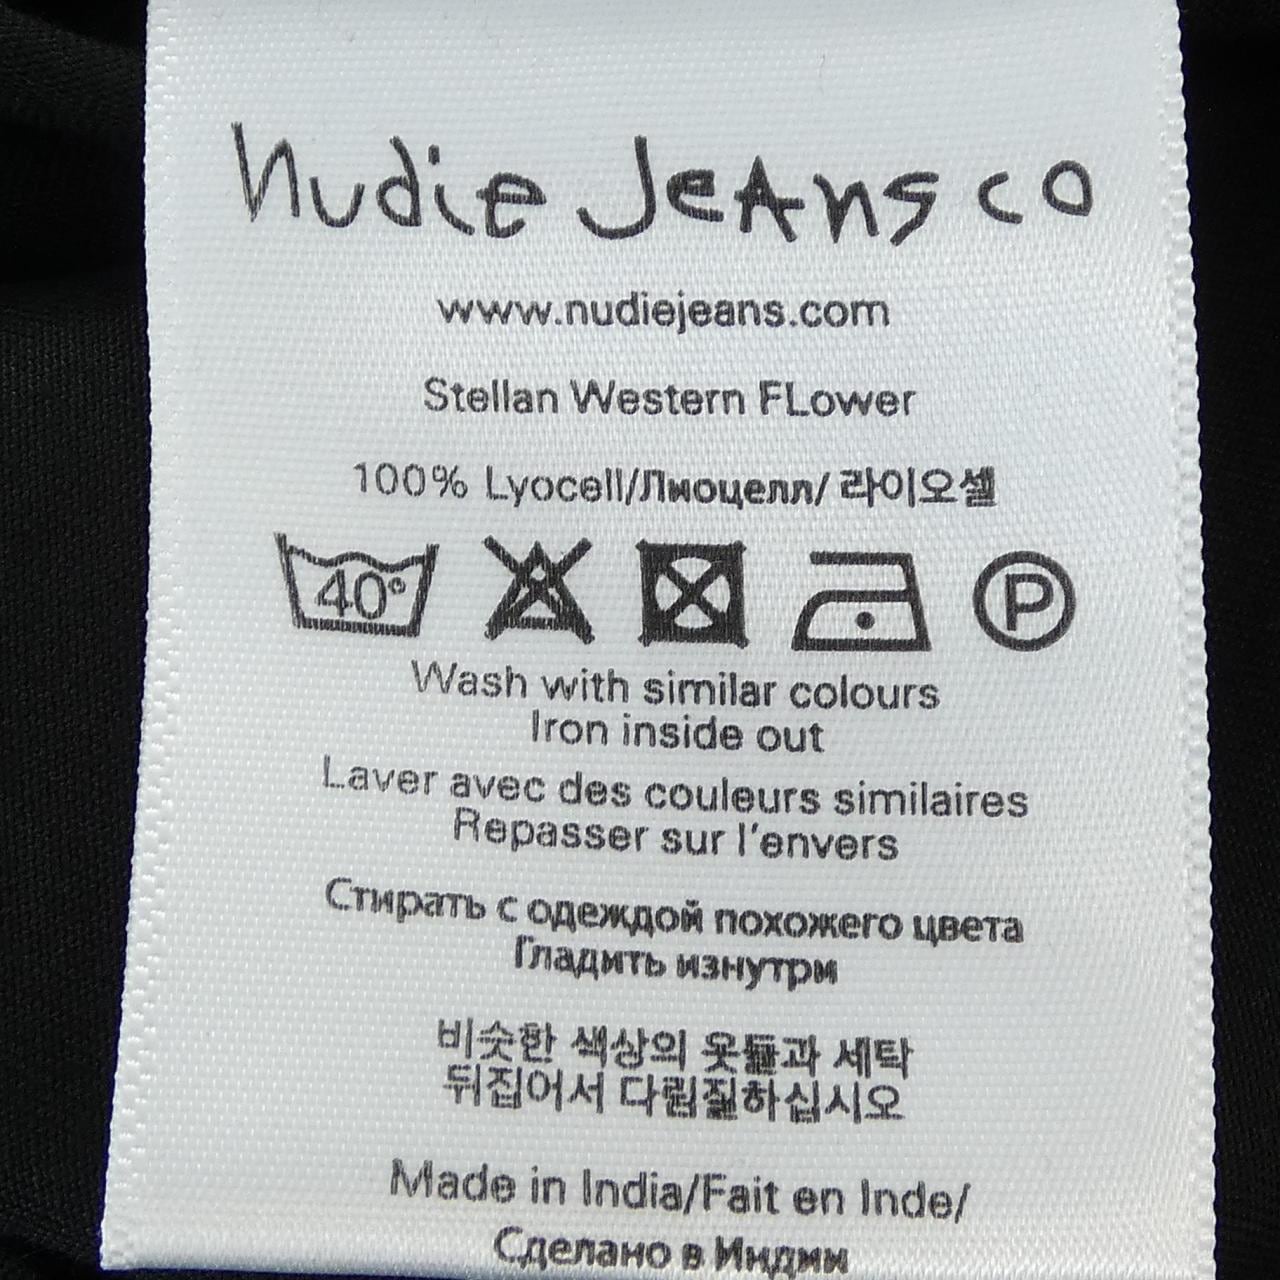 nudie JeAns co
www.nudiejeans.com
Stellan Western FLower
100% Lyocell/Лиоцелл/ 라이오셀
40° P
Wash with similar colours
Iron inside out
Laver avec des couleurs similaires
Repasser sur l'envers
Стирать с одеждой похожего цвета
Гладить изнутри
비슷한 색상의 옷들과 세탁
뒤집어서 다림질하십시오
Made in India/Fait en Inde/
Сделано в Индии